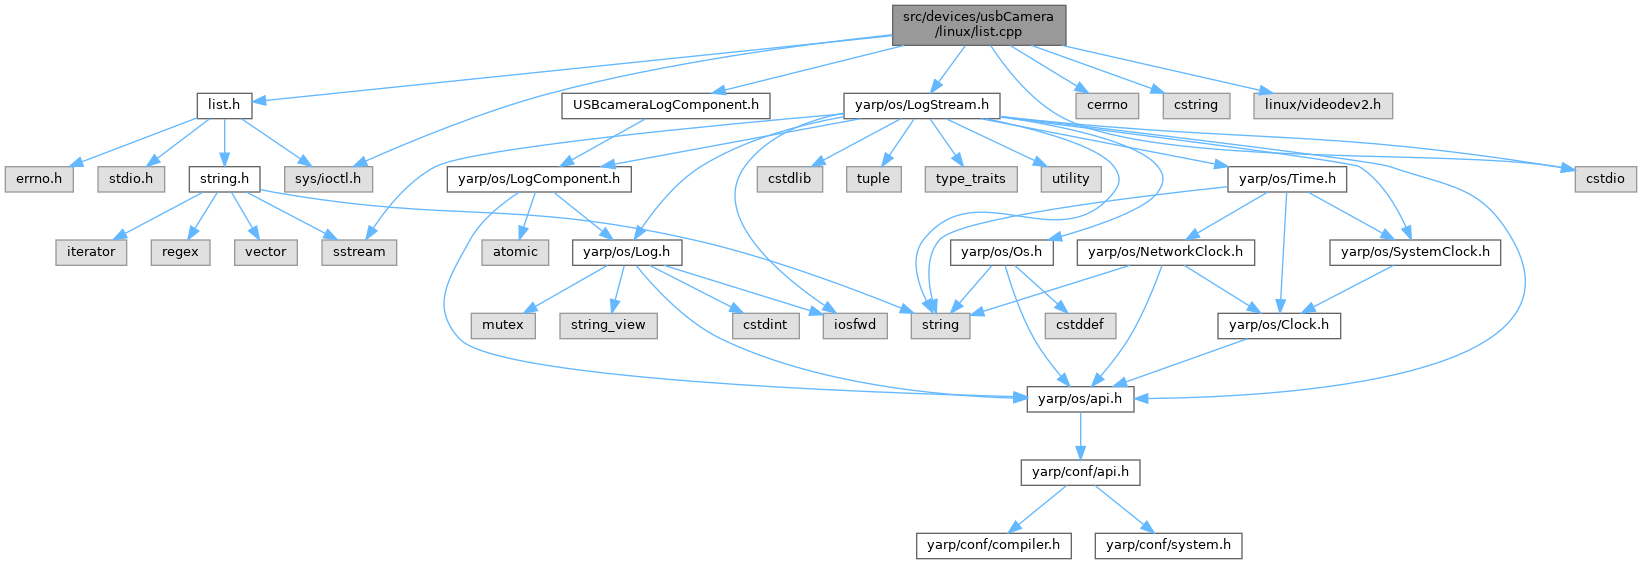 src/devices/usbCamera
/linux/list.cpp
list.h
USBcameraLogComponent.h
yarp/os/LogStream.h
cerrno
cstring
linux/videodev2.h
errno.h
stdio.h
string.h
sys/ioctl.h
yarp/os/LogComponent.h
cstdlib
tuple
type_traits
utility
yarp/os/Time.h
cstdio
iterator
regex
vector
sstream
atomic
yarp/os/Log.h
yarp/os/Os.h
yarp/os/NetworkClock.h
yarp/os/SystemClock.h
mutex
string_view
cstdint
iosfwd
string
cstddef
yarp/os/Clock.h
yarp/os/api.h
yarp/conf/api.h
yarp/conf/compiler.h
yarp/conf/system.h